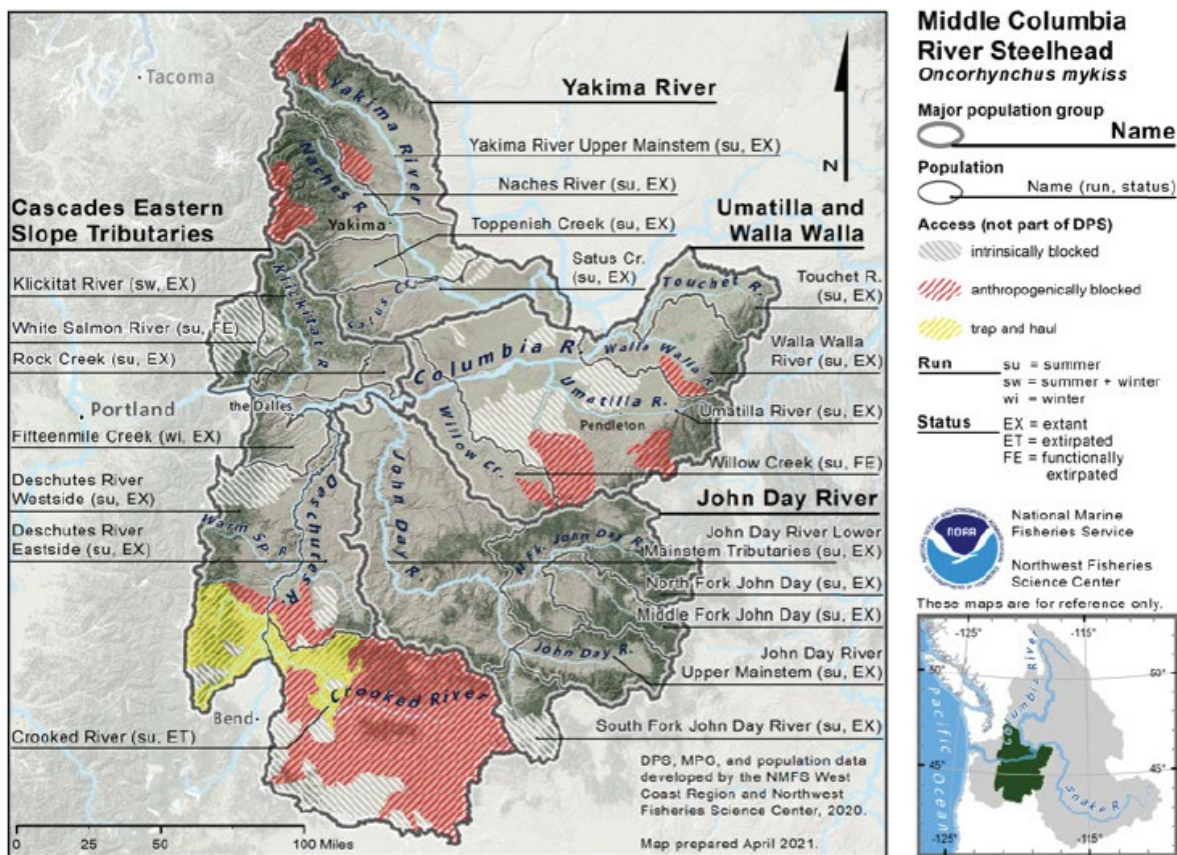 Tacoma
Yakima River
Yakima River
Yakima River Upper Mainstem (su, EX)
Naches R.
Naches River (su, EX)
Toppenish Creek (su, EX)
Yakima
Satus Cr.
(su, EX)
Satus Cr.
N
Cascades Eastern
Slope Tributaries
Klickitat River (sw, EX)
Klickitat R.
White Salmon River (su, FE)
Rock Creek (su, EX)
Portland
the Dalles
Fifteenmile Creek (wi, EX)
Deschutes River
Westside (su, EX)
Deschutes River
Eastside (su, EX)
Warm Sp. R.
Deschutes R.
Bend
Crooked River
Crooked River (su, ET)
Umatilla and
Walla Walla
Touchet R.
(su, EX)
Touchet R.
Walla Walla
River (su, EX)
Walla Walla R.
Columbia R.
Umatilla R.
Umatilla River (su, EX)
Pendleton
Willow Cr.
Willow Creek (su, FE)
John Day River
John Day R.
N. Fk. John Day R.
John Day River Lower
Mainstem Tributaries (su, EX)
North Fork John Day (su, EX)
Middle Fork John Day (su, EX)
John Day R.
John Day River
Upper Mainstem (su, EX)
South Fork John Day River (su, EX)
DPS, MPG, and population data
developed by the NMFS West
Coast Region and Northwest
Fisheries Science Center, 2020.
Map prepared April 2021.
0 25 50 100 Miles
Middle Columbia
River Steelhead
Oncorhynchus mykiss
Major population group
Name
Population
Name (run, status)
Access (not part of DPS)
intrinsically blocked
anthropogenically blocked
trap and haul
Run su = summer
sw = summer + winter
wi = winter
Status EX = extant
ET = extirpated
FE = functionally
extirpated
NOAA
National Marine
Fisheries Service
Northwest Fisheries
Science Center
These maps are for reference only.
-125° -115°
50° 50°
Columbia River
Pacific Ocean
45° 45°
Snake R.
-125° -115°